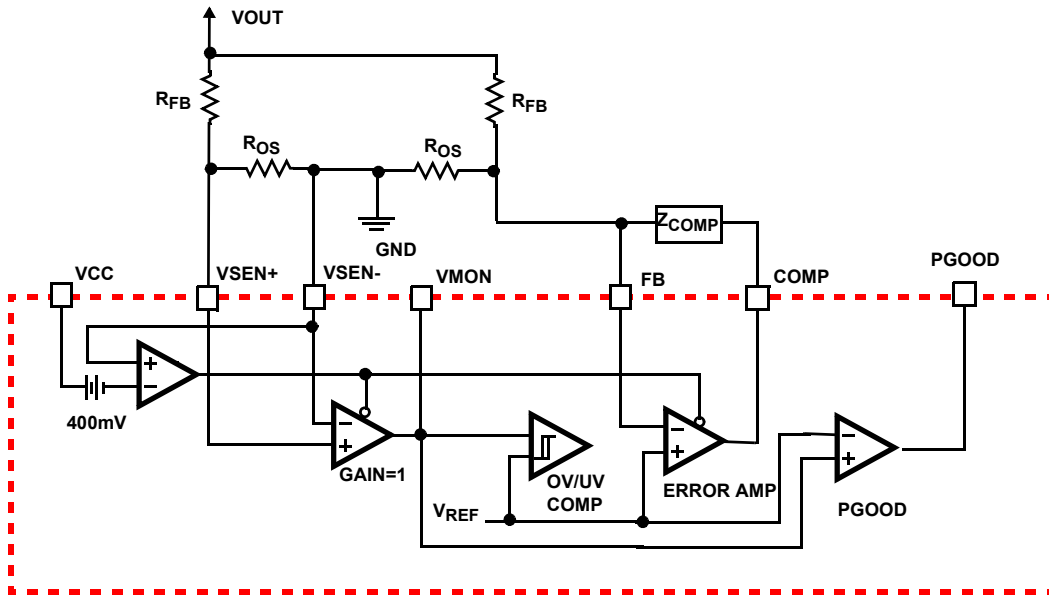 VOUT
RFB
RFB
ROS
ROS
ZCOMP
GND
VCC
VSEN+
VSEN-
VMON
FB
COMP
PGOOD
+
−
400mV
−
+
GAIN=1
OV/UV
COMP
−
+
ERROR AMP
−
+
PGOOD
VREF